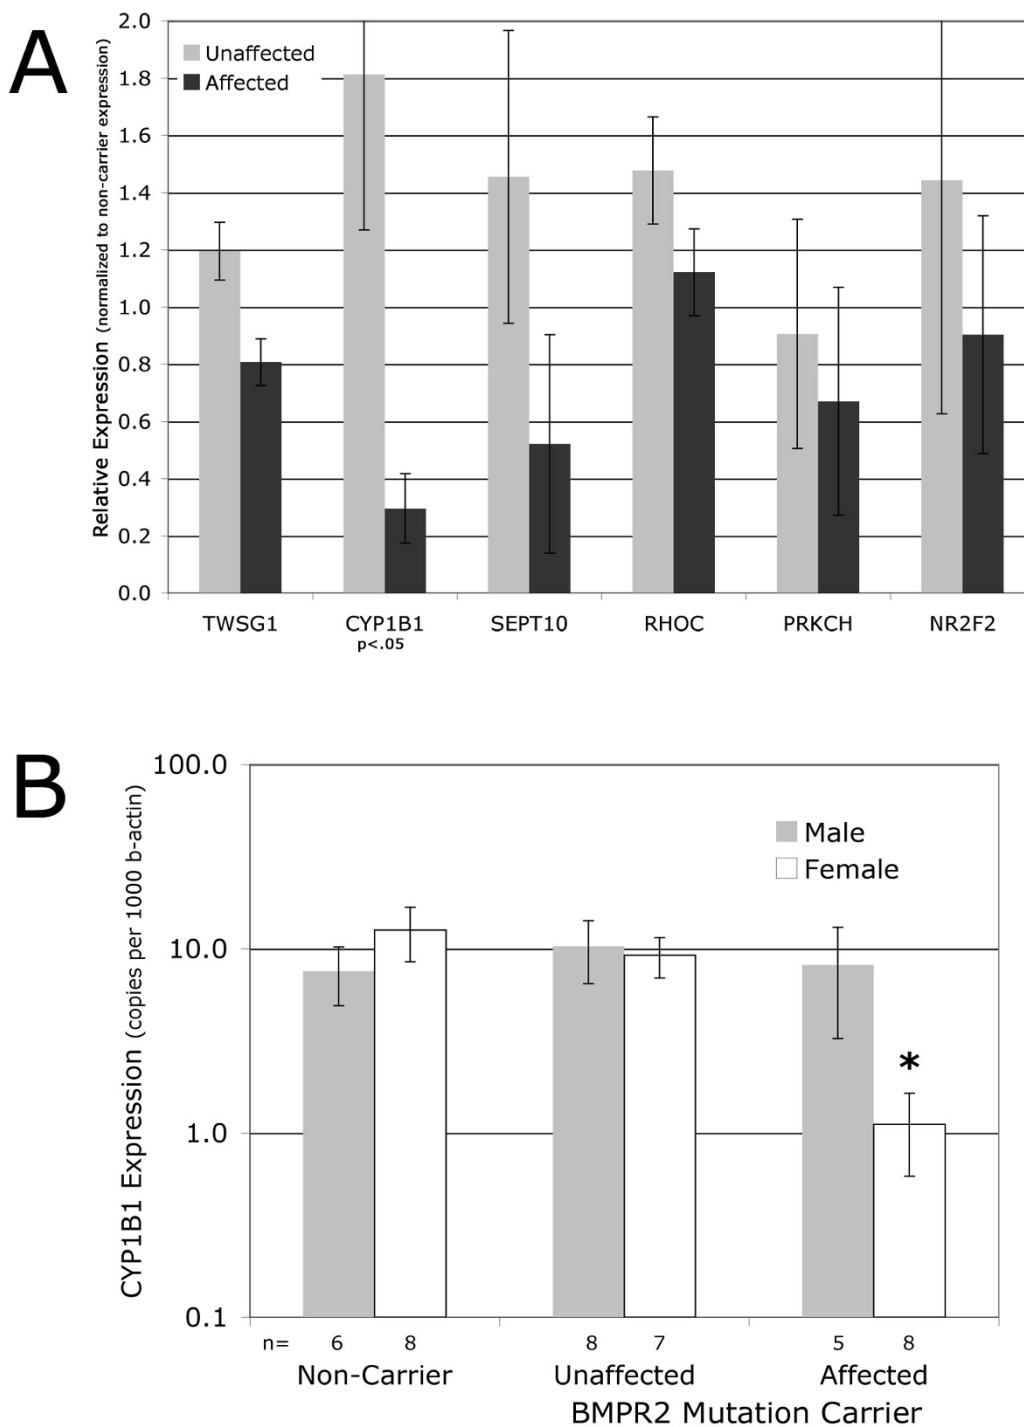 A
Relative Expression (normalized to non-carrier expression)
2.0
1.8
1.6
1.4
1.2
1.0
0.8
0.6
0.4
0.2
0.0
Unaffected
Affected
TWSG1 CYP1B1 SEPT10 RHOC PRKCH NR2F2
p<.05
B
CYP1B1 Expression (copies per 1000 b-actin)
100.0
10.0
1.0
0.1
Male
Female
*
n= 6 8 8 7 5 8
Non-Carrier Unaffected Affected
BMPR2 Mutation Carrier